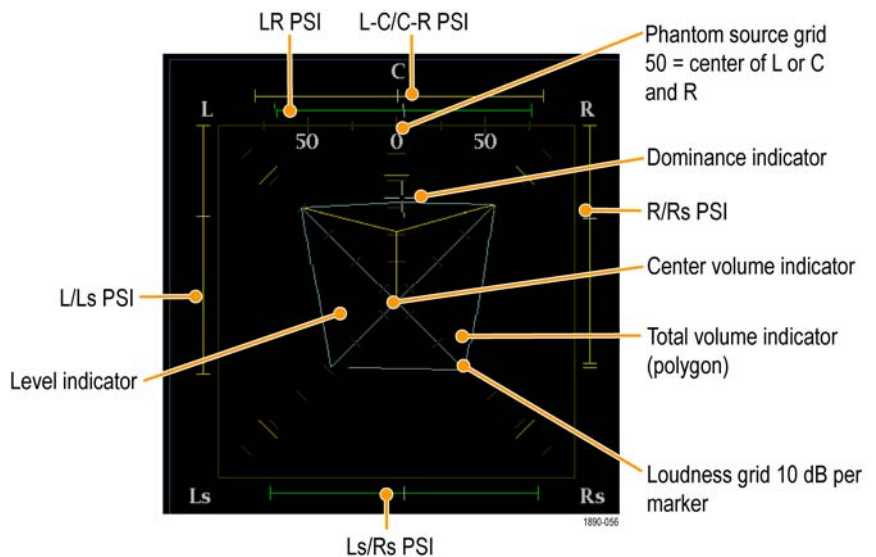 LR PSI
L-C/C-R PSI
Phantom source grid
50 = center of L or C
and R
C
L
R
50
0
50
Dominance indicator
R/Rs PSI
Center volume indicator
L/Ls PSI
Total volume indicator
(polygon)
Level indicator
Loudness grid 10 dB per
marker
Ls
Rs
1890-056
Ls/Rs PSI